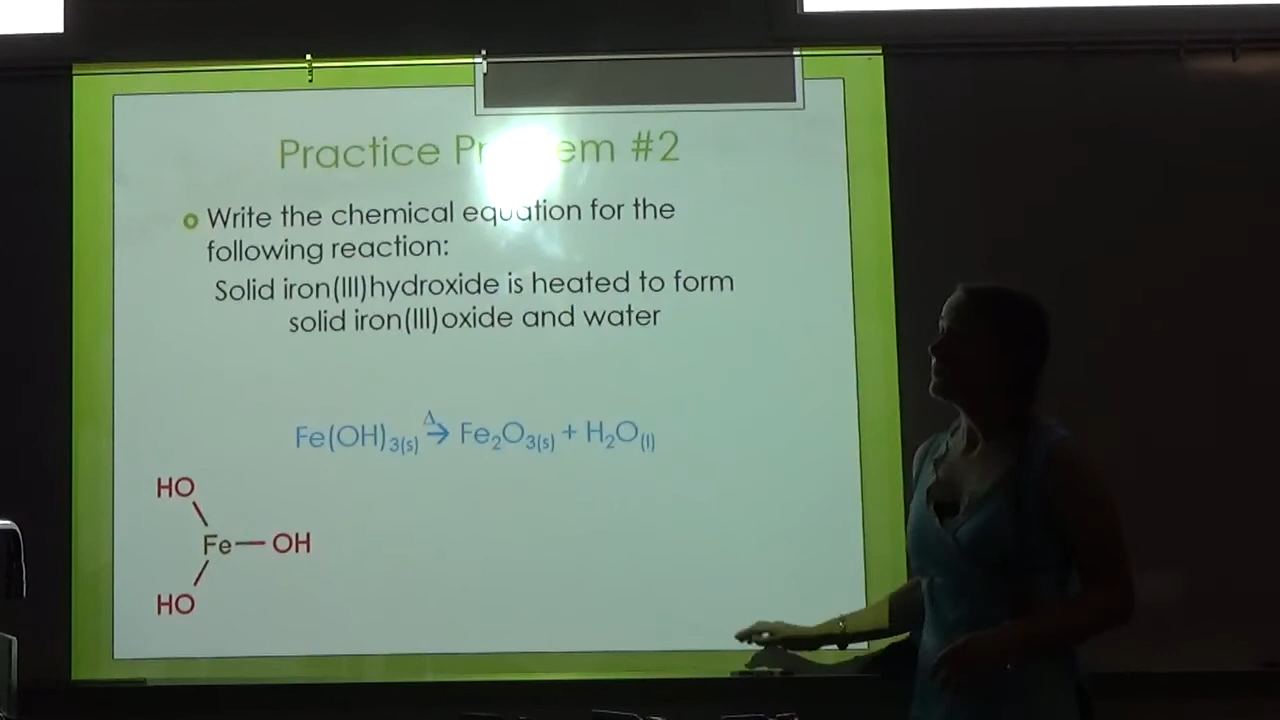 Practice Pr em #2
Write the chemical equation for the
following reaction:
Solid iron(III)hydroxide is heated to form
solid iron(III)oxide and water
Fe(OH)₃₍ₛ₎ Δ→ Fe₂O₃₍ₛ₎ + H₂O₍ₗ₎
HO
Fe — OH
HO